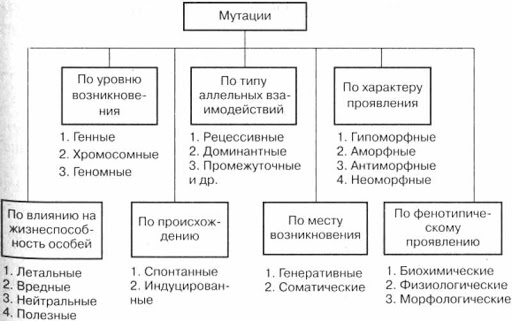 Мутации
По уровню
возникнове-
ния
1. Генные
2. Хромосомные
3. Геномные
По типу
аллельных вза-
имодействий
1. Рецессивные
2. Доминантные
3. Промежуточные
и др.
По характеру
проявления
1. Гипоморфные
2. Аморфные
3. Антиморфные
4. Неоморфные
По влиянию на
жизнеспособ-
ность особей
1. Летальные
2. Вредные
3. Нейтральные
4. Полезные
По происхож-
дению
1. Спонтанные
2. Индуцирован-
ные
По месту
возникновения
1. Генеративные
2. Соматические
По фенотипиче-
скому
проявлению
1. Биохимические
2. Физиологические
3. Морфологические